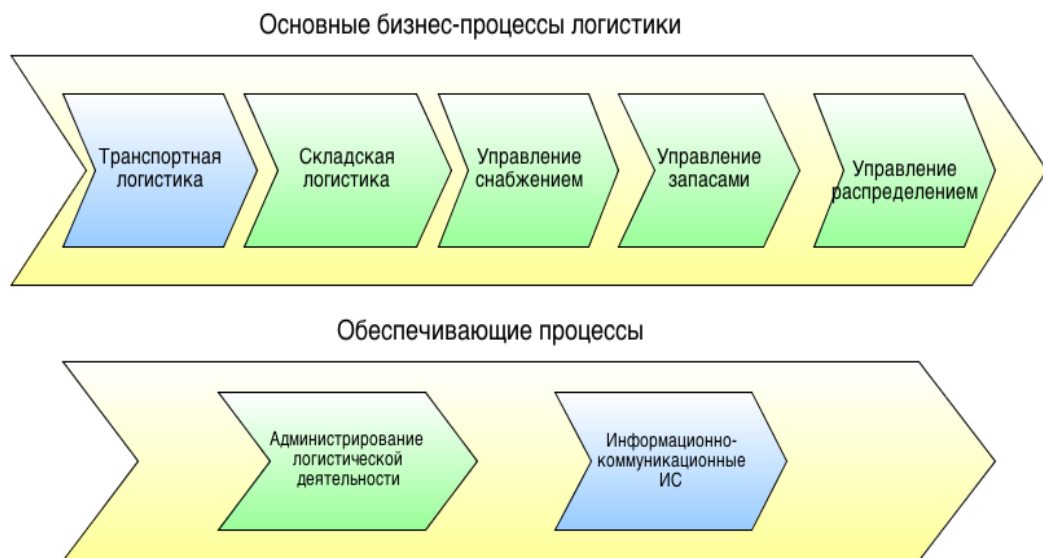 Основные бизнес-процессы логистики
Транспортная
логистика
Складская
логистика
Управление
снабжением
Управление
запасами
Управление
распределением
Обеспечивающие процессы
Администрирование
логистической
деятельности
Информационно-
коммуникационные
ИС